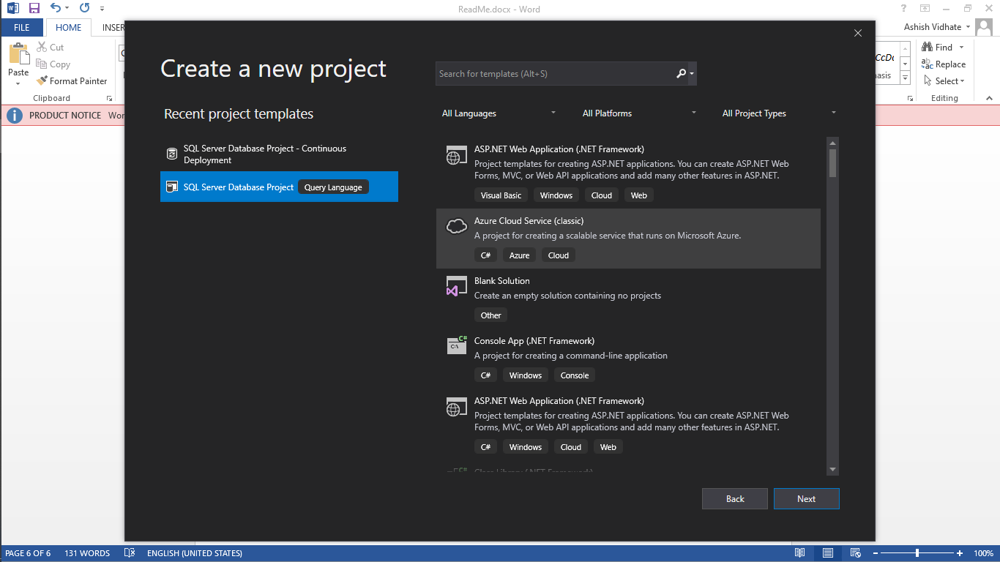 ReadMe.docx - Word
FILE
HOME
INSER
Ashish Vidhate
Paste
Cut
Copy
Format Painter
Clipboard
CcDc
Find
Replace
Select
Editing
PRODUCT NOTICE Wor
Create a new project
Search for templates (Alt+S)
Recent project templates
All Languages
All Platforms
All Project Types
SQL Server Database Project - Continuous
Deployment
SQL Server Database Project Query Language
ASP.NET Web Application (.NET Framework)
Project templates for creating ASP.NET applications. You can create ASP.NET Web
Forms, MVC, or Web API applications and add many other features in ASP.NET.
Visual Basic Windows Cloud Web
Azure Cloud Service (classic)
A project for creating a scalable service that runs on Microsoft Azure.
C# Azure Cloud
Blank Solution
Create an empty solution containing no projects
Other
Console App (.NET Framework)
A project for creating a command-line application
C# Windows Console
ASP.NET Web Application (.NET Framework)
Project templates for creating ASP.NET applications. You can create ASP.NET Web
Forms, MVC, or Web API applications and add many other features in ASP.NET.
C# Windows Cloud Web
Class Library (.NET Framework)
Back
Next
PAGE 6 OF 6
131 WORDS
ENGLISH (UNITED STATES)
100%